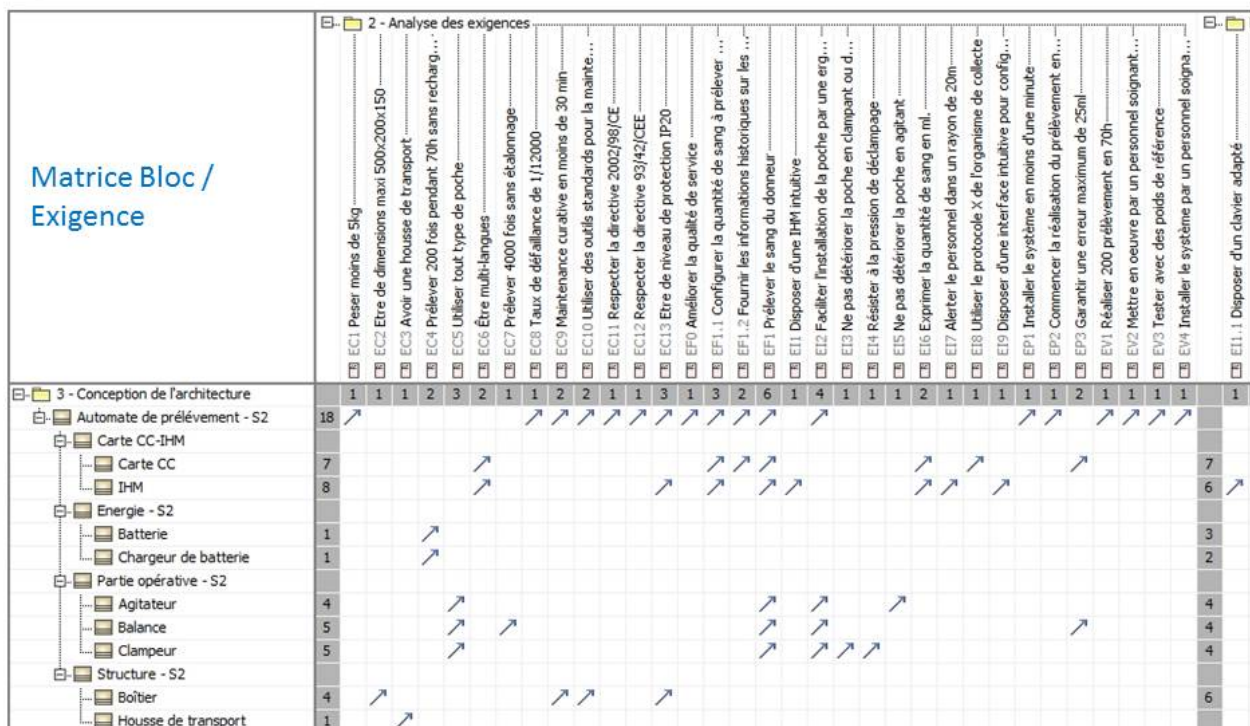 Matrice Bloc /
Exigence
2 - Analyse des exigences
EC1 Peser moins de 5kg
EC2 Etre de dimensions maxi 500x200x150
EC3 Avoir une housse de transport
EC4 Prélever 200 fois pendant 70h sans recharg...
EC5 Utiliser tout type de poche
EC6 Être multi-langues
EC7 Prélever 4000 fois sans étalonnage
EC8 Taux de défaillance de 1/12000
EC9 Maintenance curative en moins de 30 min
EC10 Utiliser des outils standards pour la mainte...
EC11 Respecter la directive 2002/98/CE
EC12 Respecter la directive 93/42/CEE
EC13 Etre de niveau de protection IP20
EF0 Améliorer la qualité de service
EF1.1 Configurer la quantité de sang à prélever ...
EF1.2 Fournir les informations historiques sur les ...
EF1 Prélever le sang du donneur
EI1 Disposer d'une IHM intuitive
EI2 Faciliter l'installation de la poche par une erg...
EI3 Ne pas détériorer la poche en clampant ou d...
EI4 Résister à la pression de déclampage
EI5 Ne pas détériorer la poche en agitant
EI6 Exprimer la quantité de sang en ml.
EI7 Alerter le personnel dans un rayon de 20m
EI8 Utiliser le protocole X de l'organisme de collecte
EI9 Disposer d'une interface intuitive pour config...
EP1 Installer le système en moins d'une minute
EP2 Commencer la réalisation du prélèvement en...
EP3 Garantir une erreur maximum de 25ml
EV1 Réaliser 200 prélèvement en 70h
EV2 Mettre en oeuvre par un personnel soignant...
EV3 Tester avec des poids de référence
EV4 Installer le système par un personnel soigna...
EI1.1 Disposer d'un clavier adapté
3 - Conception de l'architecture 1 1 1 2 3 2 1 1 2 2 1 1 3 1 3 2 6 1 4 1 1 1 2 1 1 1 1 1 2 1 1 1 1 1
Automate de prélévement - S2 18
Carte CC-IHM
Carte CC 7 7
IHM 8 6
Energie - S2
Batterie 1 3
Chargeur de batterie 1 2
Partie opérative - S2
Agitateur 4 4
Balance 5 4
Clampeur 5 4
Structure - S2
Boîtier 4 6
Housse de transport 1